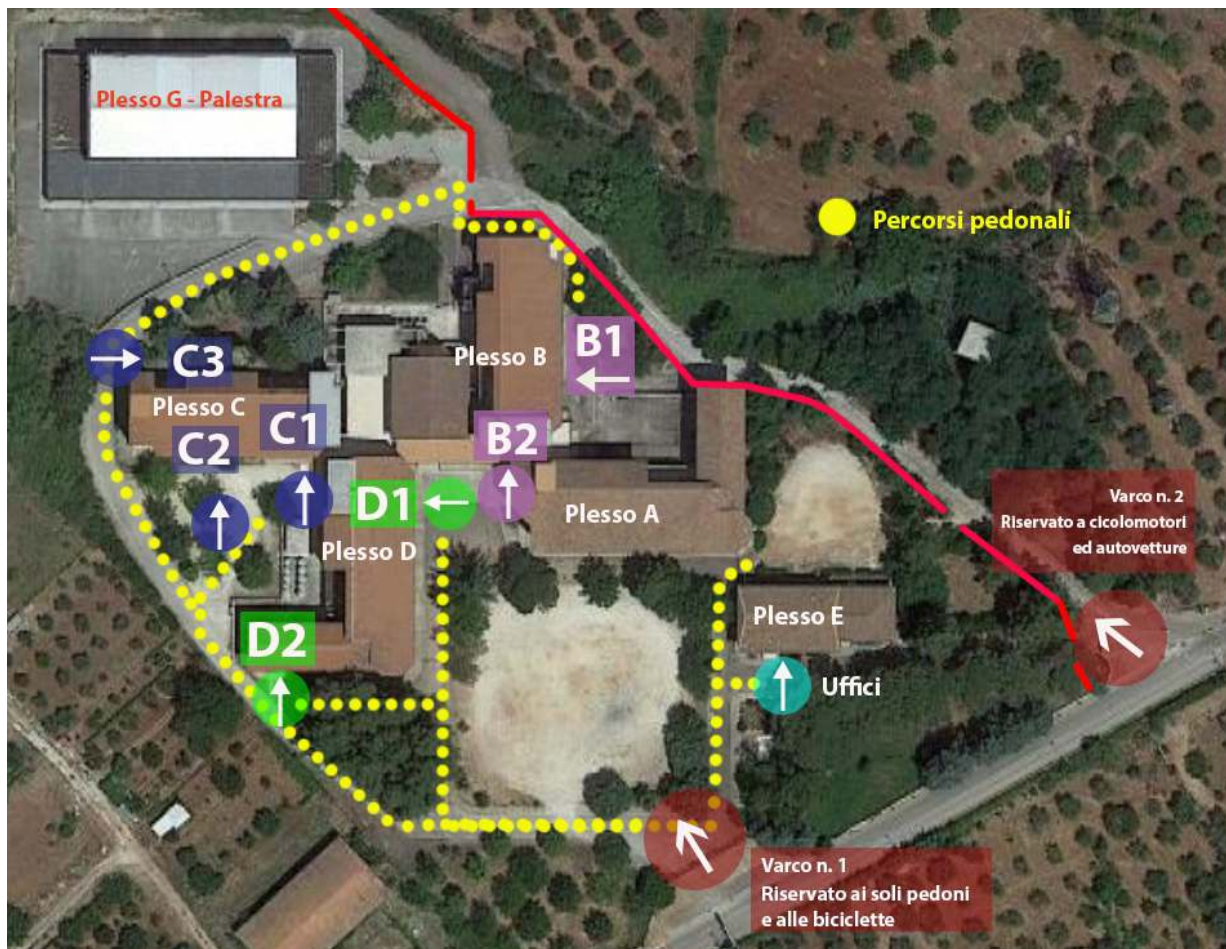 Plesso G - Palestra
Percorsi pedonali
B1
Plesso B
C3
Plesso C
C1
C2
B2
D1
Plesso A
Plesso D
Varco n. 2
Riservato a cicolomotori
ed autovetture
Plesso E
D2
Uffici
Varco n. 1
Riservato ai soli pedoni
e alle biciclette